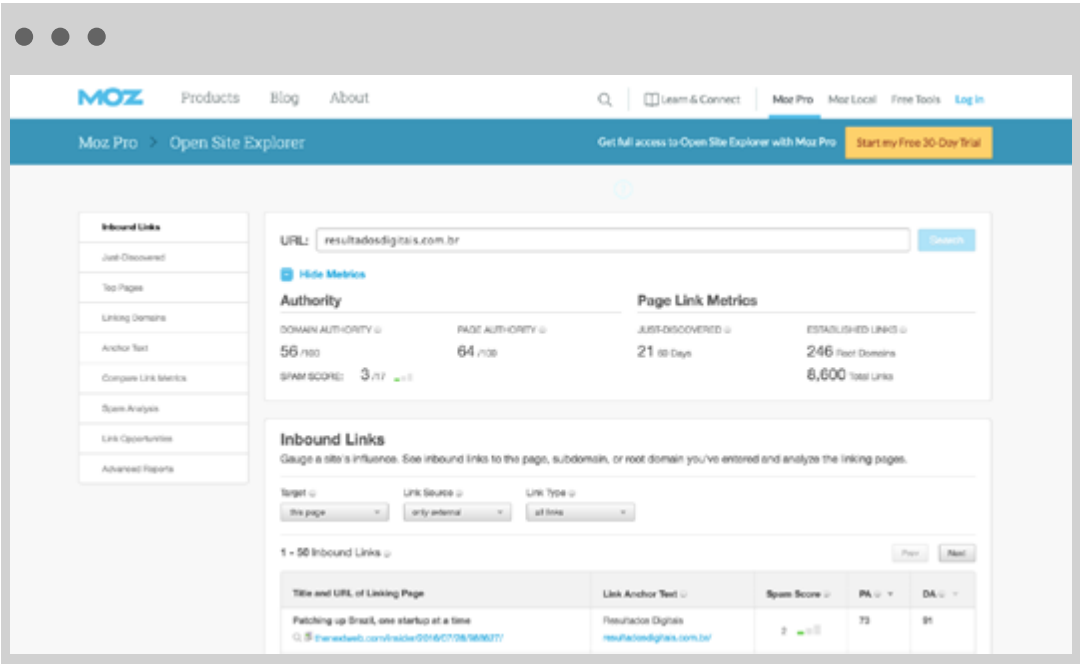 MOZ Products Blog About Learn & Connect Moz Pro Moz Local Free Tools Log in
Moz Pro > Open Site Explorer Get full access to Open Site Explorer with Moz Pro Start my Free 30-Day Trial
Inbound Links
Just-Discovered
Top Pages
Linking Domains
Anchor Text
Compare Link Metrics
Spam Analysis
Link Opportunities
Advanced Reports
URL: resultadosdigitais.com.br Search
Hide Metrics
Authority Page Link Metrics
DOMAIN AUTHORITY PAGE AUTHORITY JUST-DISCOVERED ESTABLISHED LINKS
56 /100 64 /100 21 60 Days 246 Root Domains
SPAM SCORE: 3 /17 8,600 Total Links
Inbound Links
Gauge a site's influence. See inbound links to the page, subdomain, or root domain you've entered and analyze the linking pages.
Target Link Source Link Type
this page only external all links
1 - 50 Inbound Links Prev Next
Title and URL of Linking Page Link Anchor Text Spam Score PA DA
Patching up Brazil, one startup at a time Resultados Digitais 2 73 91
resultadosdigitais.com.br/